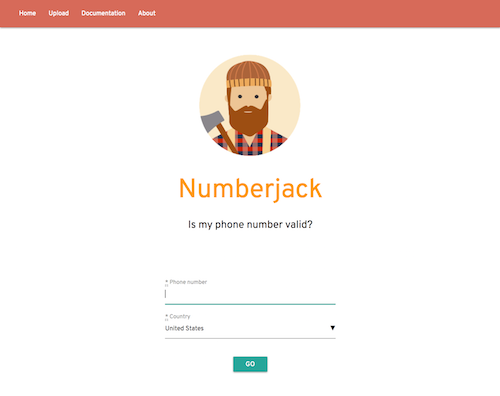 Home Upload Documentation About
Numberjack
Is my phone number valid?
* Phone number
* Country
United States ▼
GO